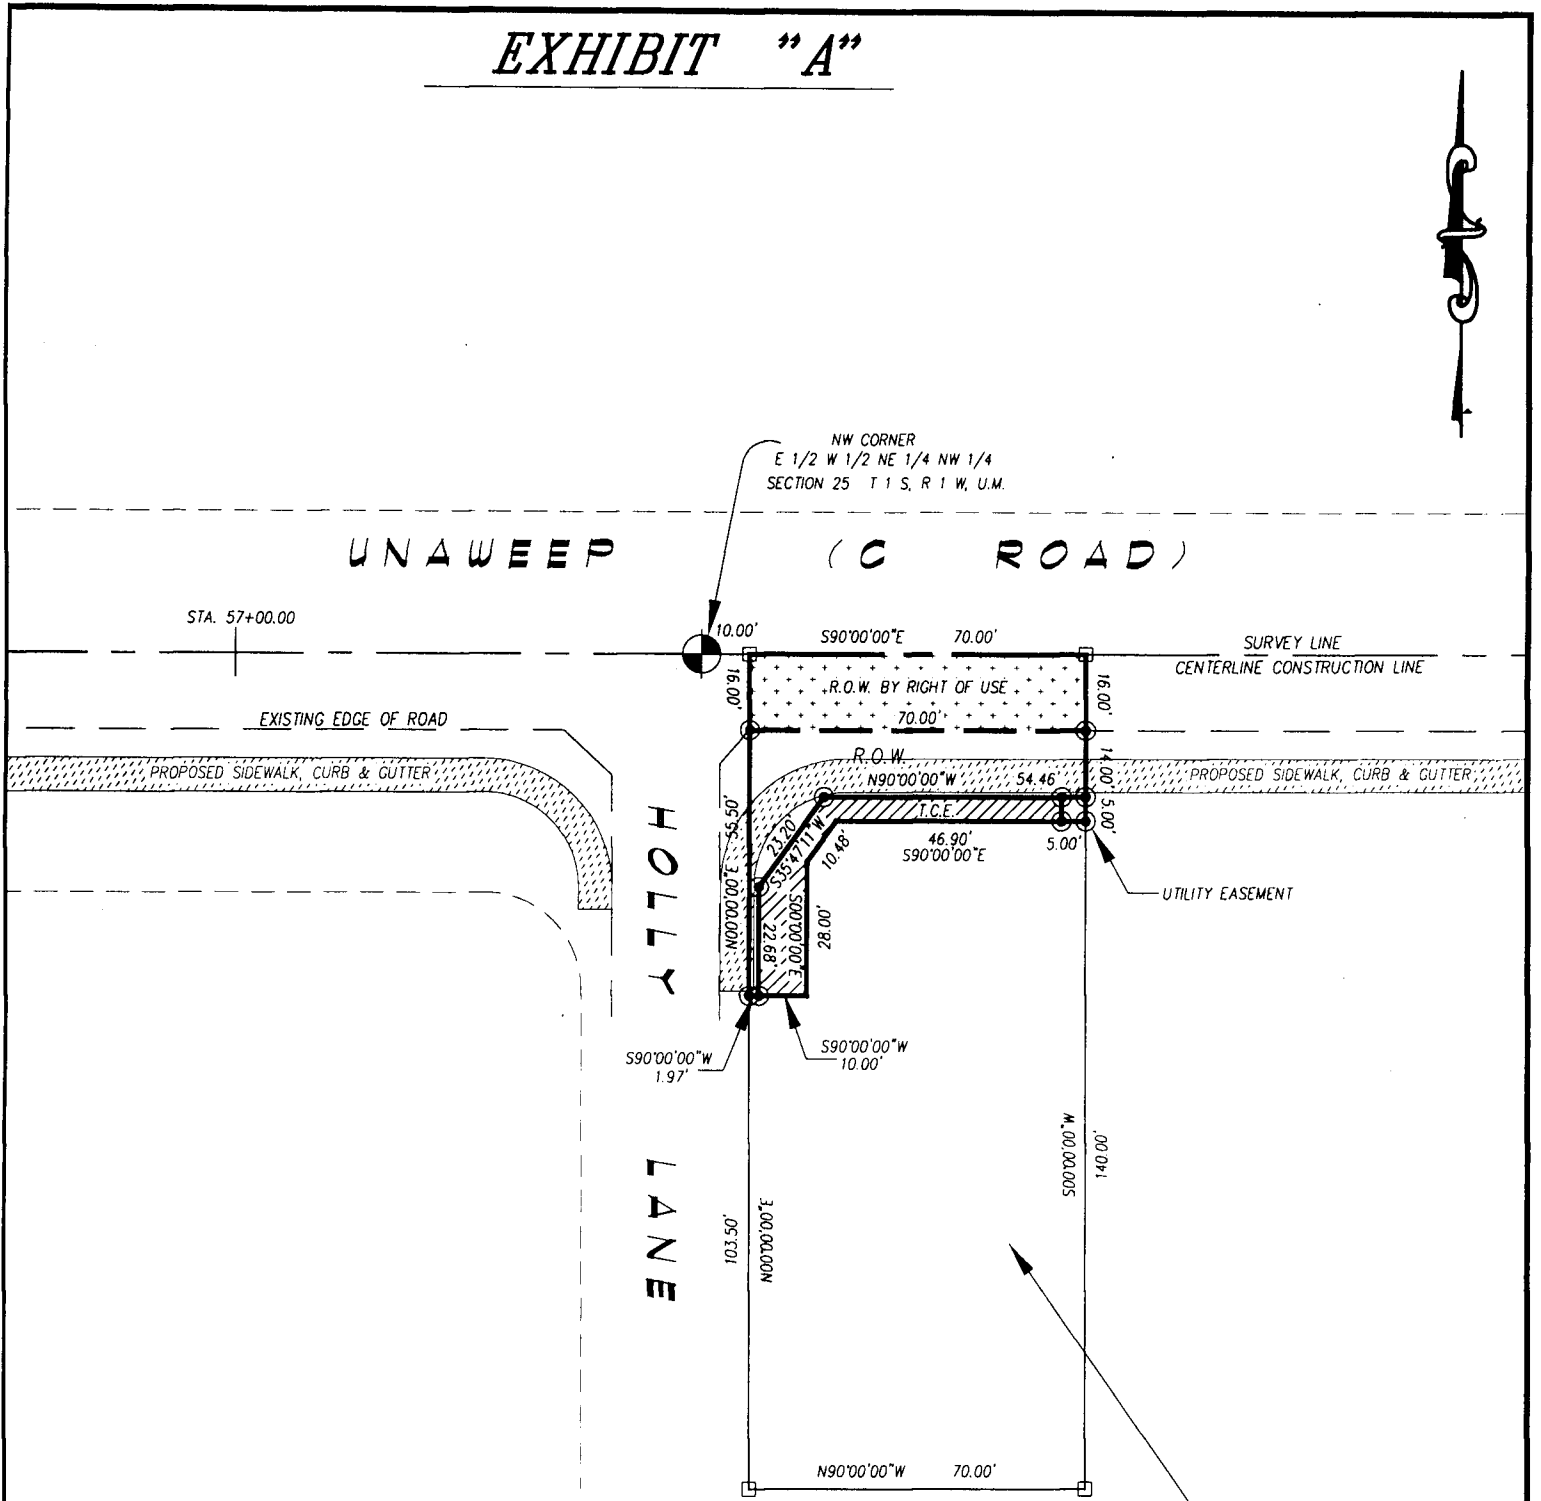 EXHIBIT "A"
NW CORNER
E 1/2 W 1/2 NE 1/4 NW 1/4
SECTION 25 T 1 S, R 1 W, U.M.
UNAWEEP (C ROAD)
STA. 57+00.00
10.00'
S90°00'00"E 70.00'
SURVEY LINE
CENTERLINE CONSTRUCTION LINE
16.00'
R.O.W. BY RIGHT OF USE
16.00'
EXISTING EDGE OF ROAD
70.00'
R.O.W.
14.00'
PROPOSED SIDEWALK, CURB & GUTTER
N90°00'00"W 54.46
PROPOSED SIDEWALK, CURB & GUTTER
T.C.E.
5.00'
23.20'
S35°47'11"W
10.48'
46.90'
S90°00'00"E
5.00'
UTILITY EASEMENT
N00°00'00"E 55.50'
22.68'
S00°00'00"E
28.00'
HOLLY LANE
S90°00'00"W
1.97'
S90°00'00"W
10.00'
S00°00'00"W
140.00'
103.50'
N00°00'00"E
N90°00'00"W 70.00'